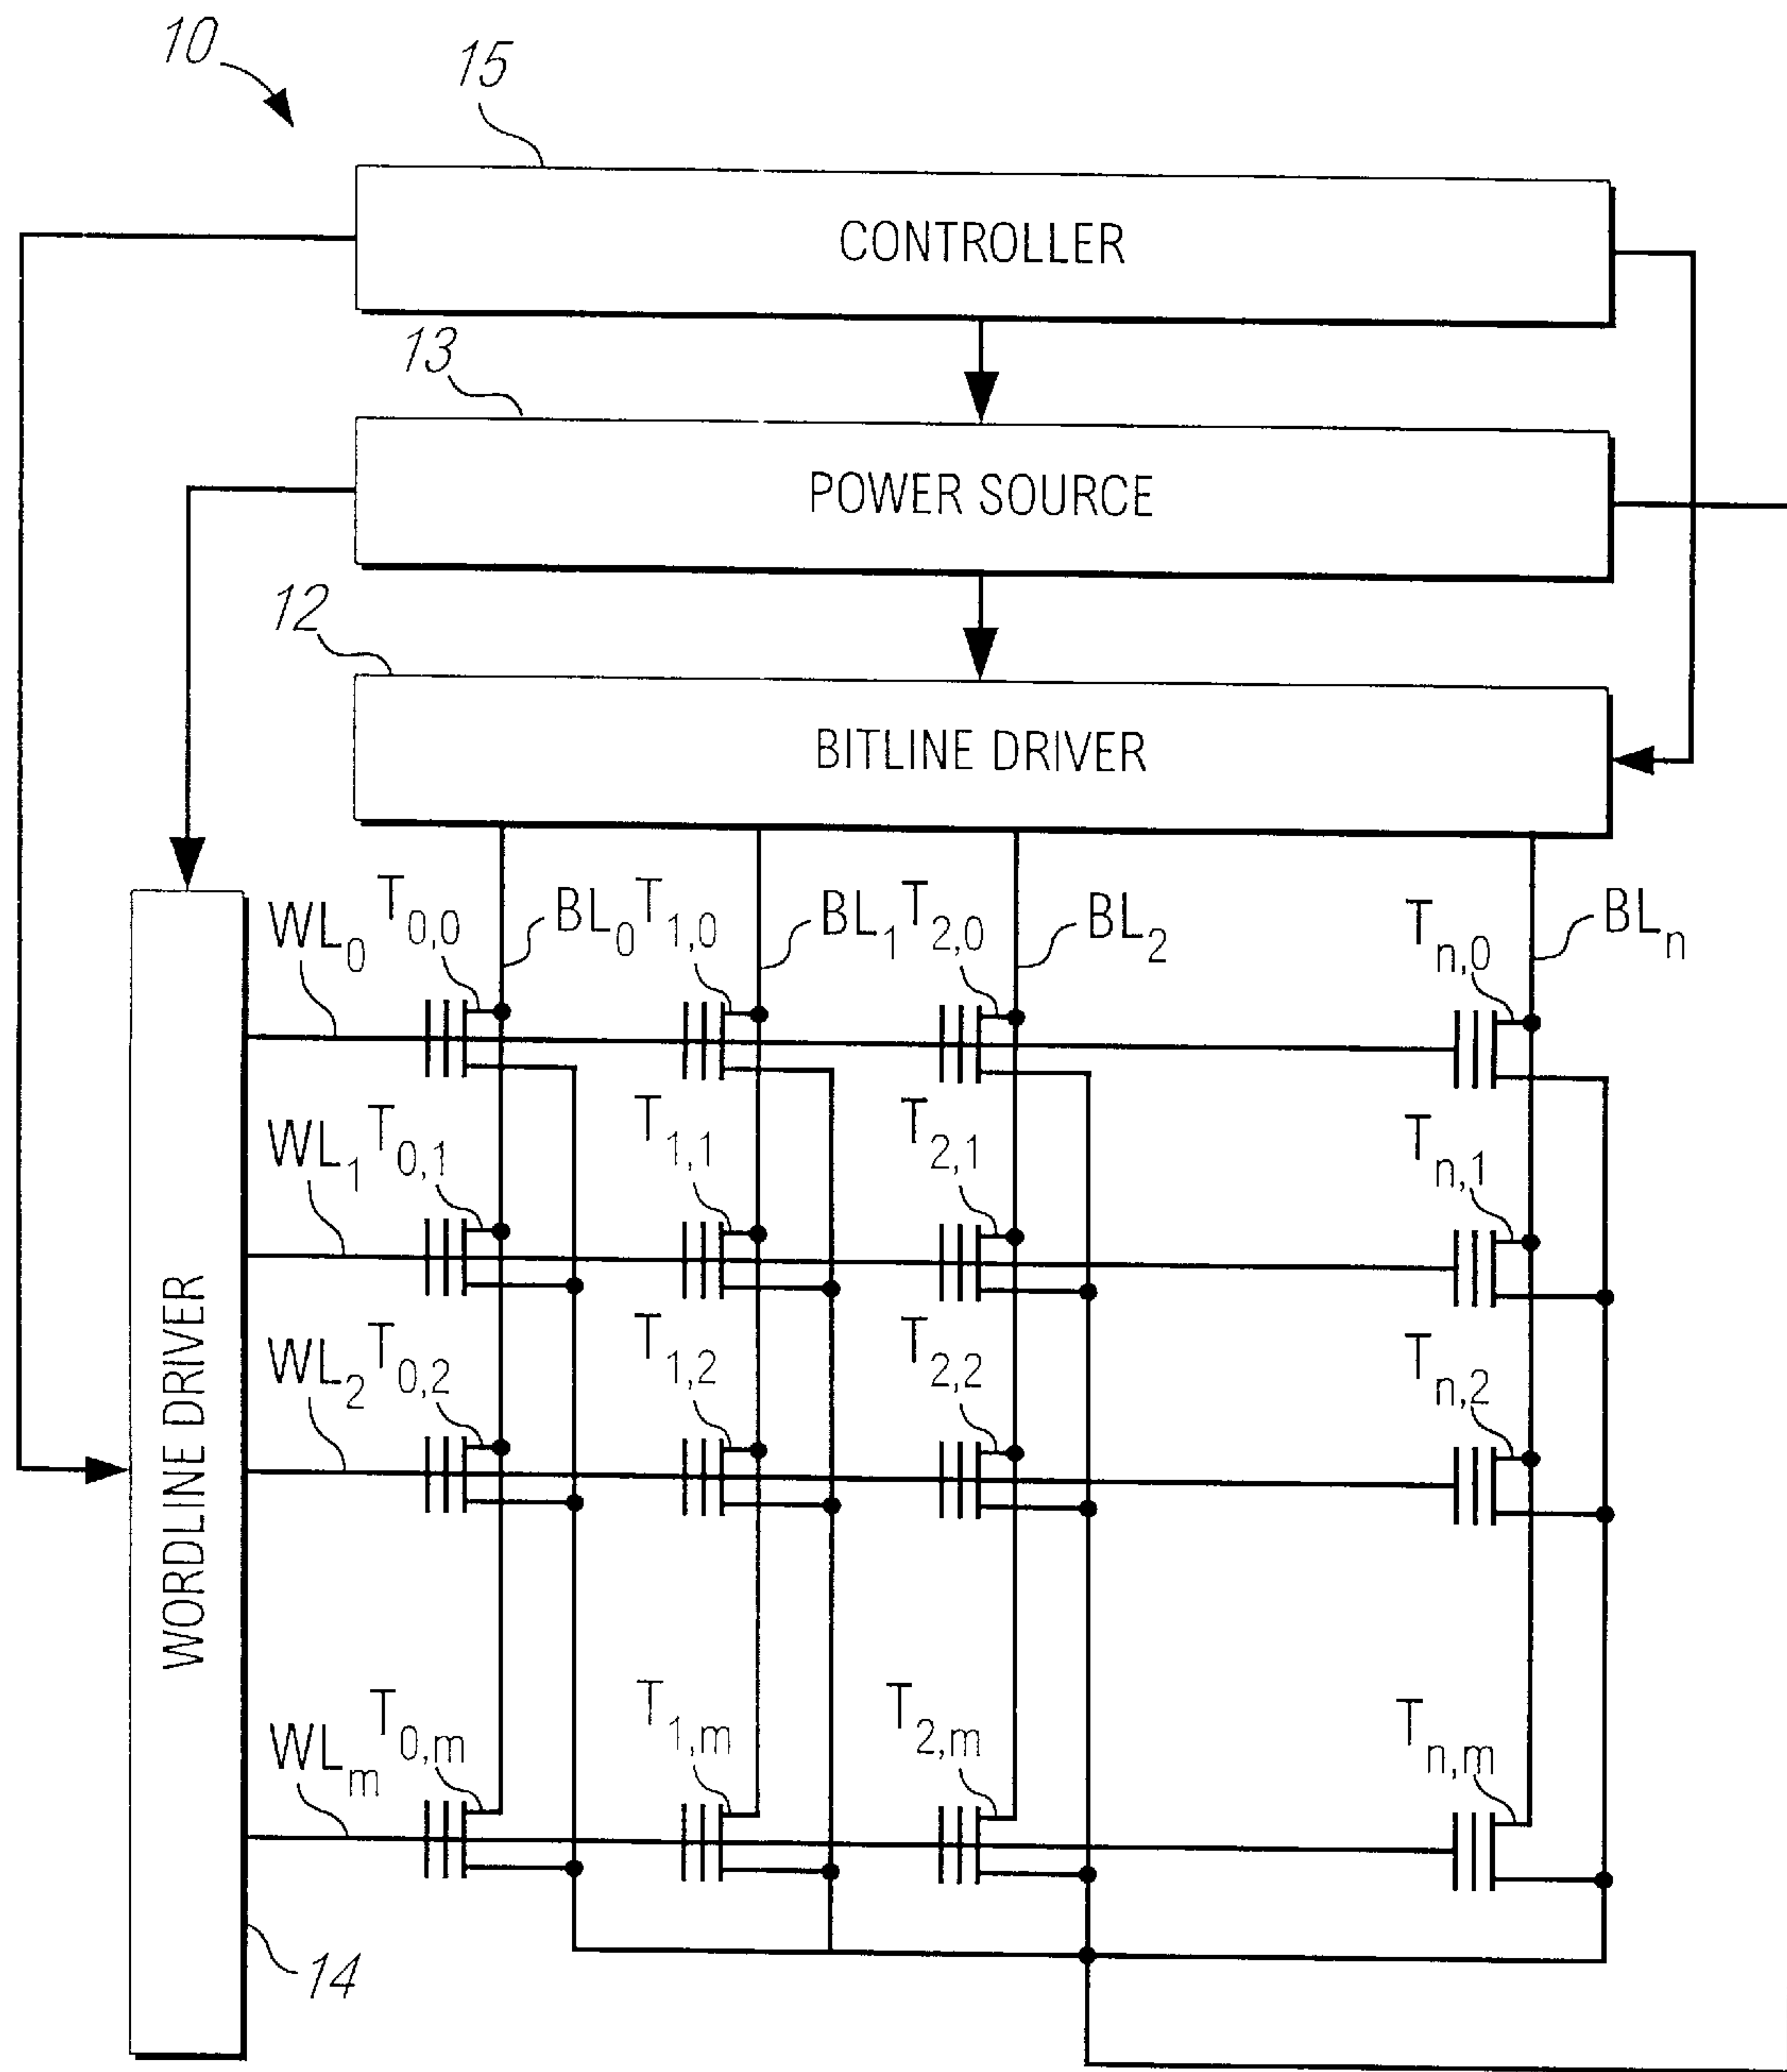 10
15
CONTROLLER
13
POWER SOURCE
12
BITLINE DRIVER
WL0 T0,0 BL0 T1,0 BL1 T2,0 BL2 Tn,0 BLn
WL1 T0,1 T1,1 T2,1 Tn,1
WL2 T0,2 T1,2 T2,2 Tn,2
WORDLINE DRIVER
WLm T0,m T1,m T2,m Tn,m
14